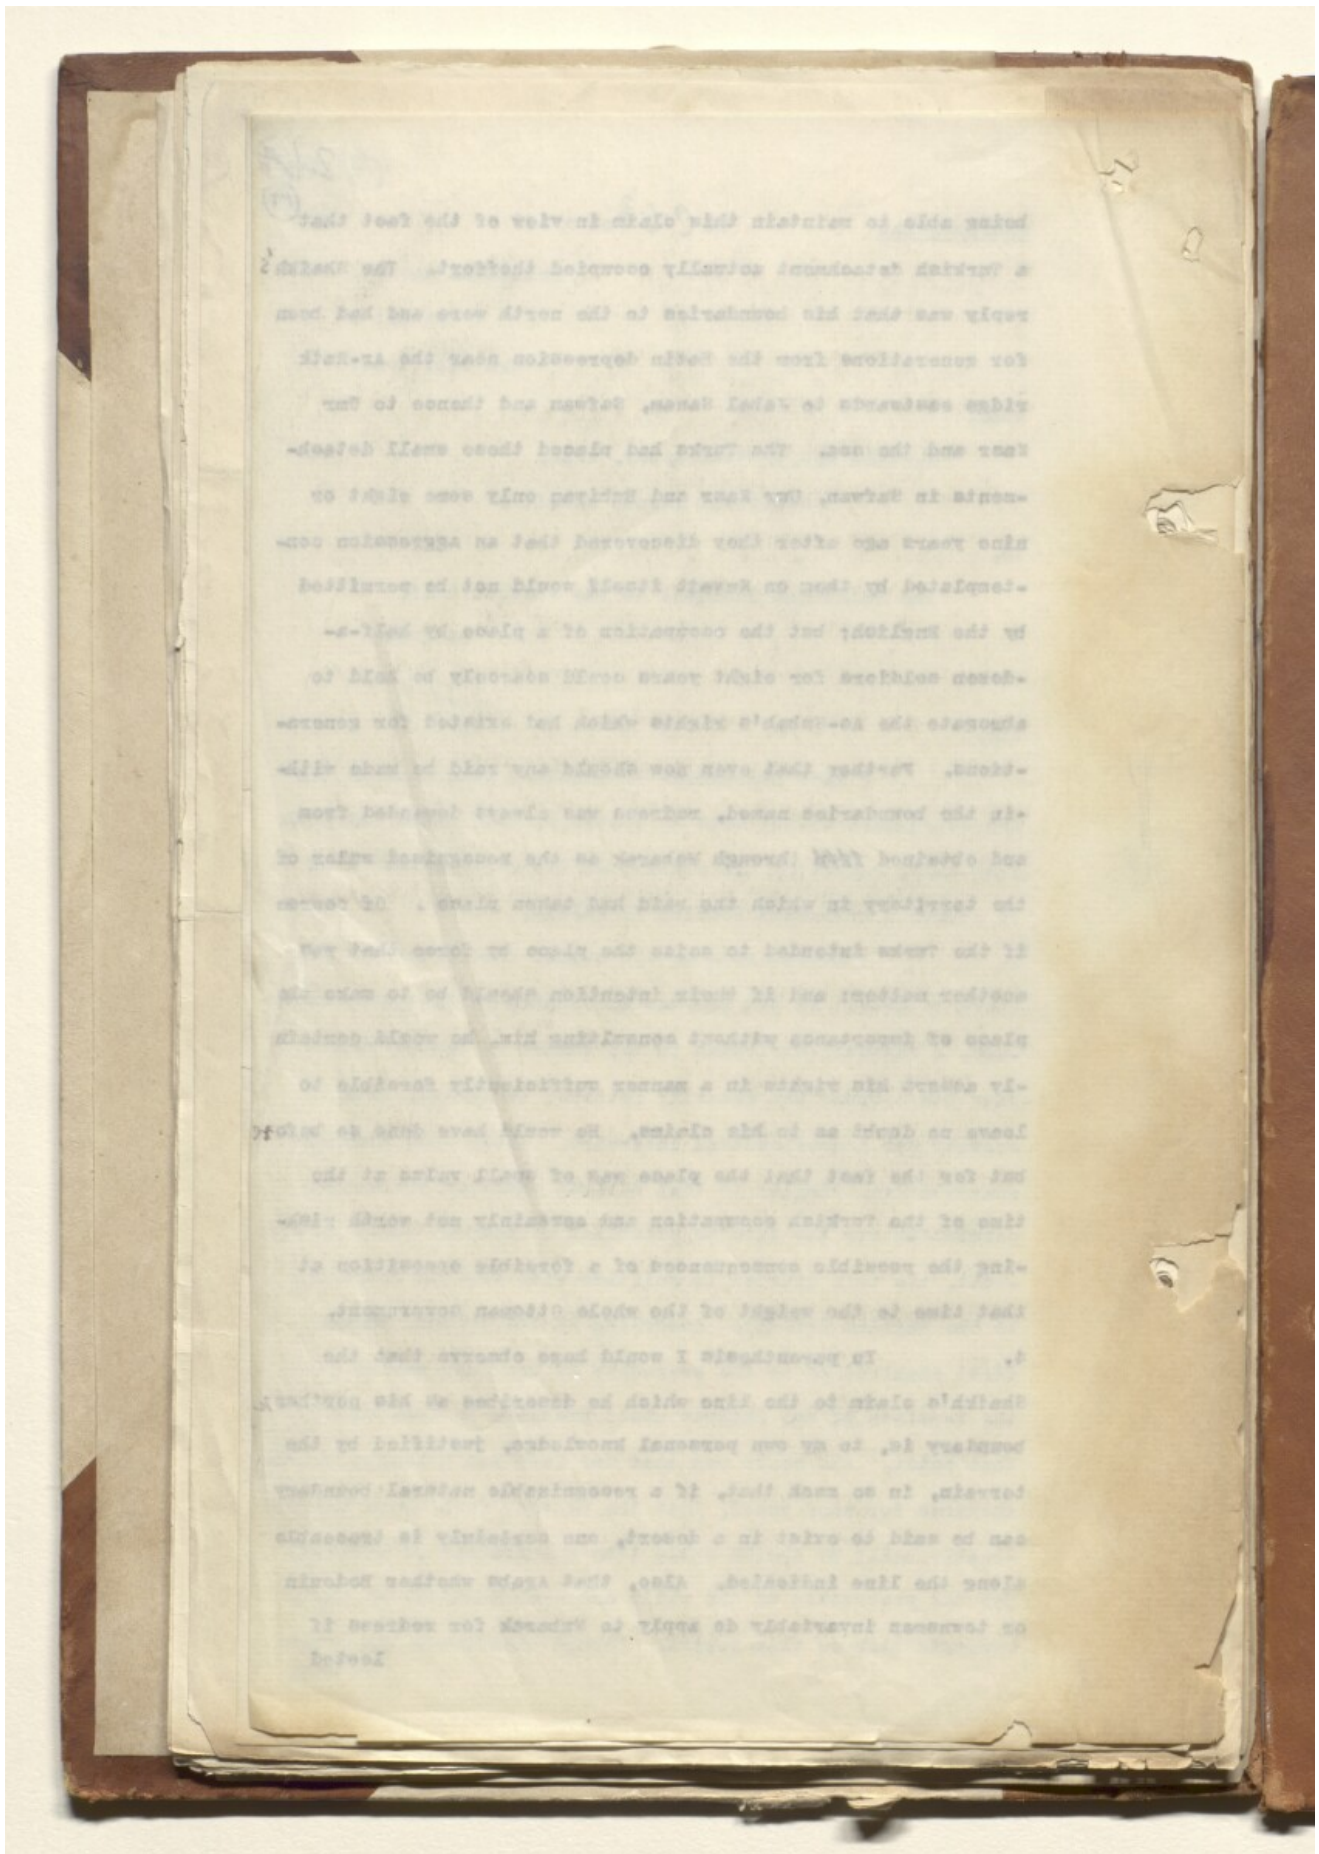 being able to maintain this claim in view of the fact that
a Turkish detachment actually occupied the fort. The Shaikh's
reply was that his boundaries to the north were and had been
for generations from the Batin depression near the Ar-Raik
ridge eastwards to Jabal Sanam, Safwan and thence to Umr
Kasr and the sea. The Turks had placed these small detach-
-ments in Safwan, Umr Kasr and Bubiyan only some eight or
nine years ago after they discovered that an aggression con-
-templated by them on Kuwait itself would not be permitted
by the English; but the occupation of a place by half-a-
-dozen soldiers for eight years could scarcely be held to
abrogate the As-Subah's rights which had existed for genera-
-tions. Further that even now should any raid be made with-
-in the boundaries named, redress was always demanded from
and obtained through Mubarak as the recognised ruler of
the territory in which the raid had taken place. Of course
if the Turks intended to seize the place by force that was
another matter; and if their intention should be to make the
place of importance without consulting him, he would certain
-ly assert his rights in a manner sufficiently forcible to
leave no doubt as to his claims. He would have done so before
but for the fact that the place was of small value at the
time of the Turkish occupation and certainly not worth risk-
-ing the possible consequences of a forcible opposition at
that time to the weight of the whole Ottoman Government.
4. In parenthesis I would here observe that the
Shaikh's claim to the line which he describes as his northern
boundary is, to my own personal knowledge, justified by the
terrain, in so much that, if a recognisable natural boundary
can be said to exist in a desert, one certainly is traceable
along the line indicated. Also, that Arabs whether Bedouin
or townsmen invariably do apply to Mubarak for redress if
looted